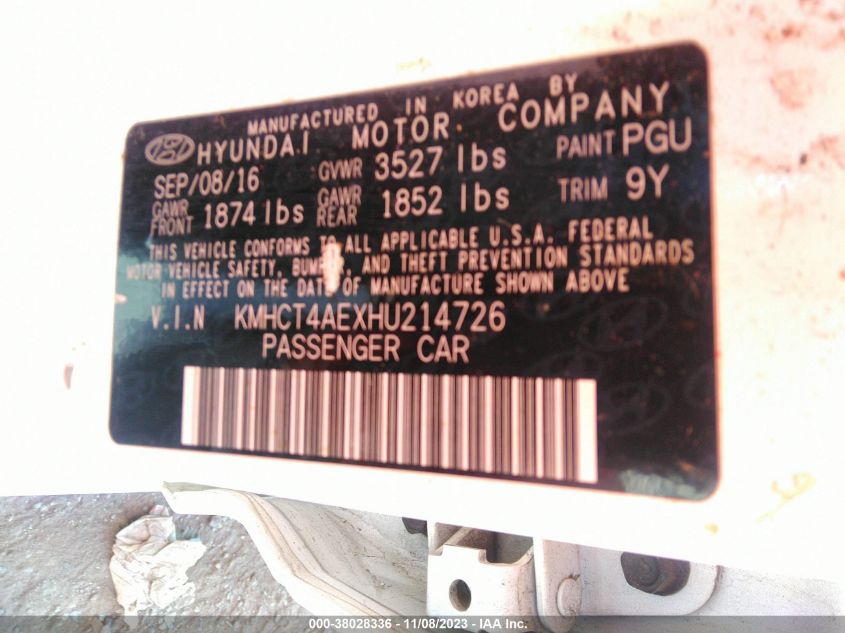 MANUFACTURED IN KOREA BY
HYUNDAI MOTOR COMPANY
SEP/08/16 GVWR 3527 lbs PAINT PGU
GAWR FRONT 1874 lbs GAWR REAR 1852 lbs TRIM 9Y
THIS VEHICLE CONFORMS TO ALL APPLICABLE U.S.A. FEDERAL
MOTOR VEHICLE SAFETY, BUMPER, AND THEFT PREVENTION STANDARDS
IN EFFECT ON THE DATE OF MANUFACTURE SHOWN ABOVE
V.I.N KMHCT4AEXHU214726
PASSENGER CAR
000-38028336 - 11/08/2023 - IAA Inc.